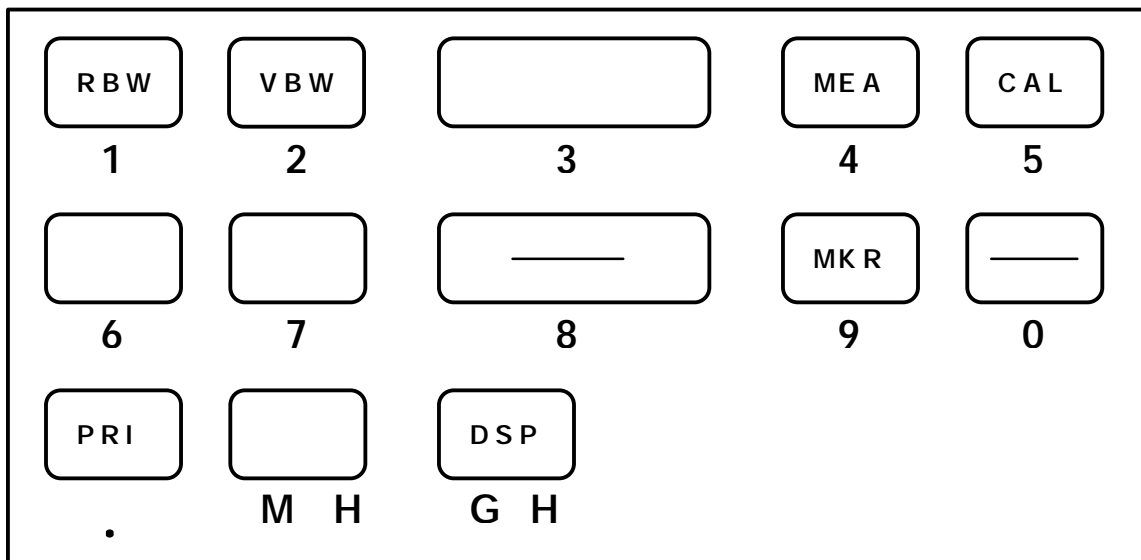 RBW VBW MEA CAL
1 2 3 4 5
MKR
6 7 8 9 0
PRI DSP
. M H G H